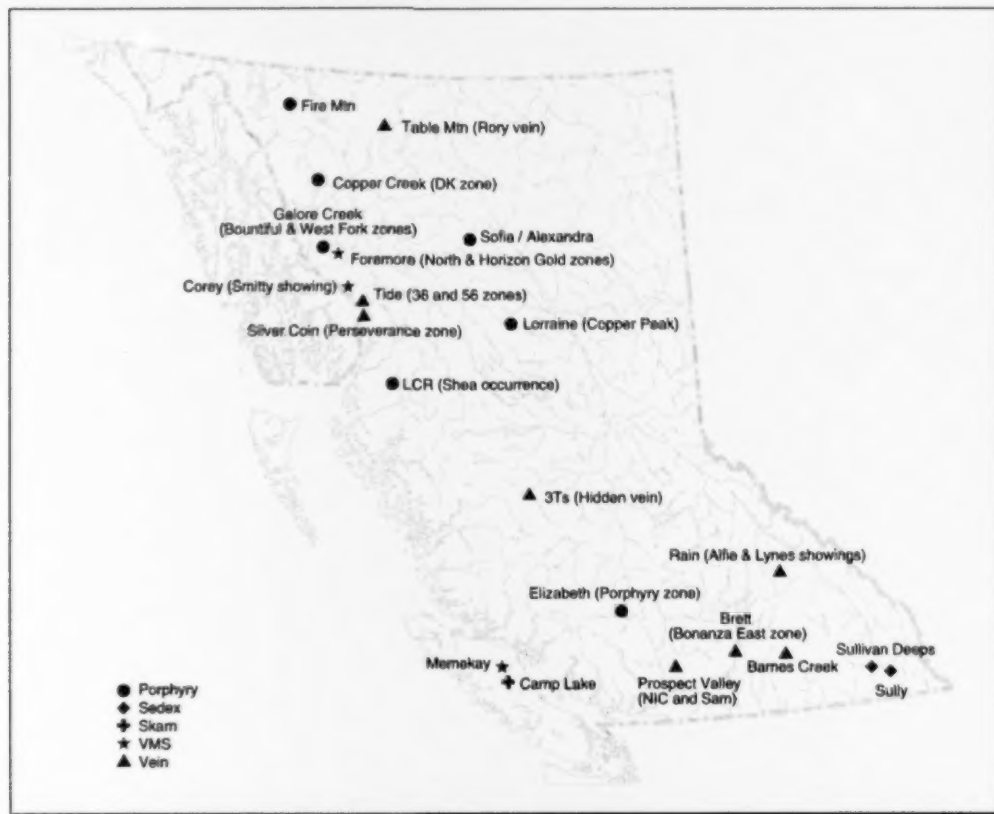 Fire Mtn
Table Mtn (Rory vein)
Copper Creek (DK zone)
Galore Creek
(Bountiful & West Fork zones)
Sofia / Alexandra
Foremore (North & Horizon Gold zones)
Corey (Smitty showing)
Tide (36 and 56 zones)
Silver Coin (Perseverance zone)
Lorraine (Copper Peak)
LCR (Shea occurrence)
3Ts (Hidden vein)
Rain (Alfie & Lynes showings)
Elizabeth (Porphyry zone)
Brett
(Bonanza East zone)
Barnes Creek
Sullivan Deeps
Sully
Memekay
Camp Lake
Prospect Valley
(NIC and Sam)
Porphyry
Sedex
Skarn
VMS
Vein